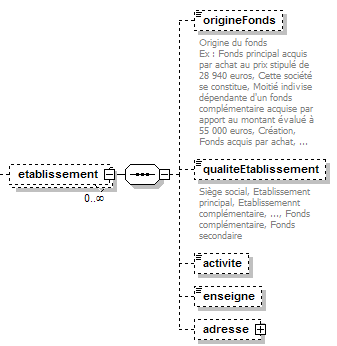 origineFonds
Origine du fonds
Ex : Fonds principal acquis
par achat au prix stipulé de
28 940 euros, Cette société
se constitue, Moitié indivise
dépendante d'un fonds
complémentaire acquise par
apport au montant évalué à
55 000 euros, Création,
Fonds acquis par achat, ...
etablissement
0..∞
qualiteEtablissement
Siège social, Etablissement
principal, Etablissemennt
complémentaire, ..., Fonds
complémentaire, Fonds
secondaire
activite
enseigne
adresse